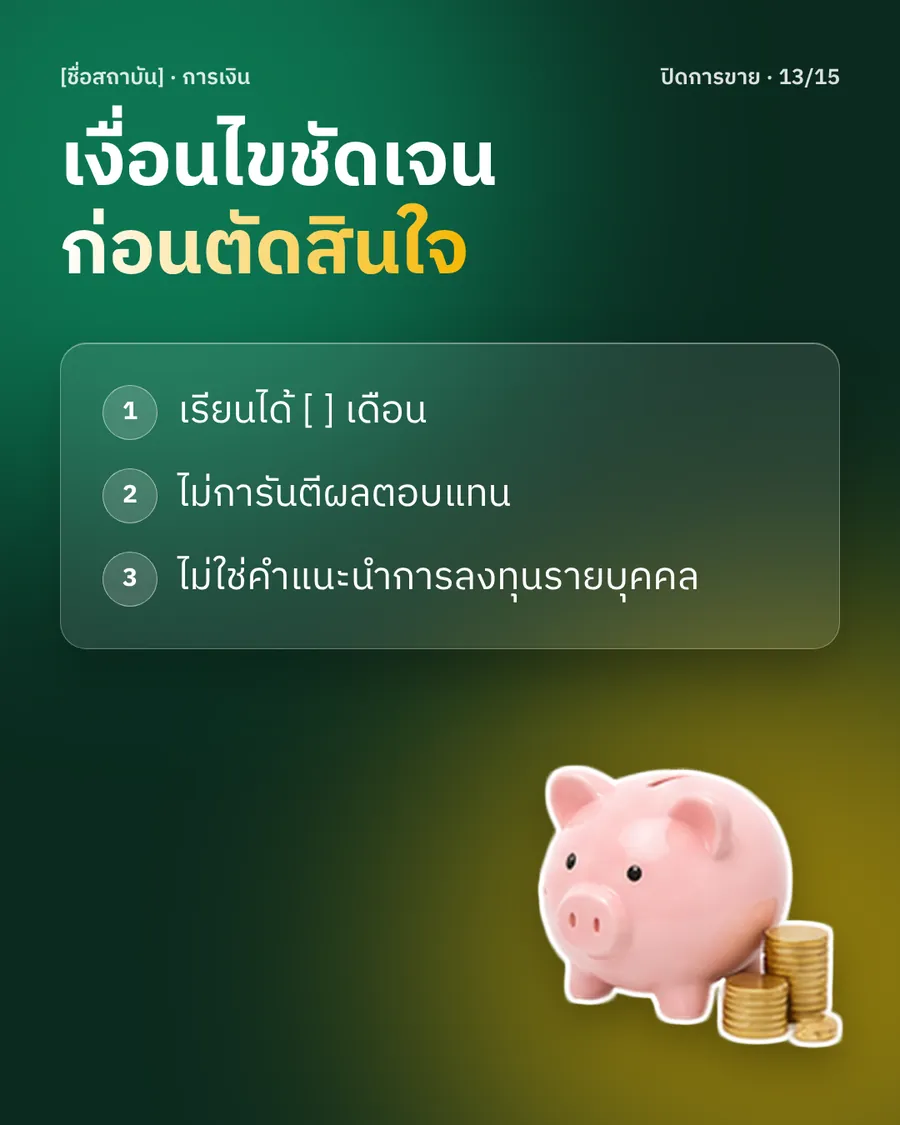 [ชื่อสถาบัน] · การเงิน
ปิดการขาย · 13/15
เงื่อนไขชัดเจน
ก่อนตัดสินใจ
1 เรียนได้ [ ] เดือน
2 ไม่การันตีผลตอบแทน
3 ไม่ใช่คำแนะนำการลงทุนรายบุคคล